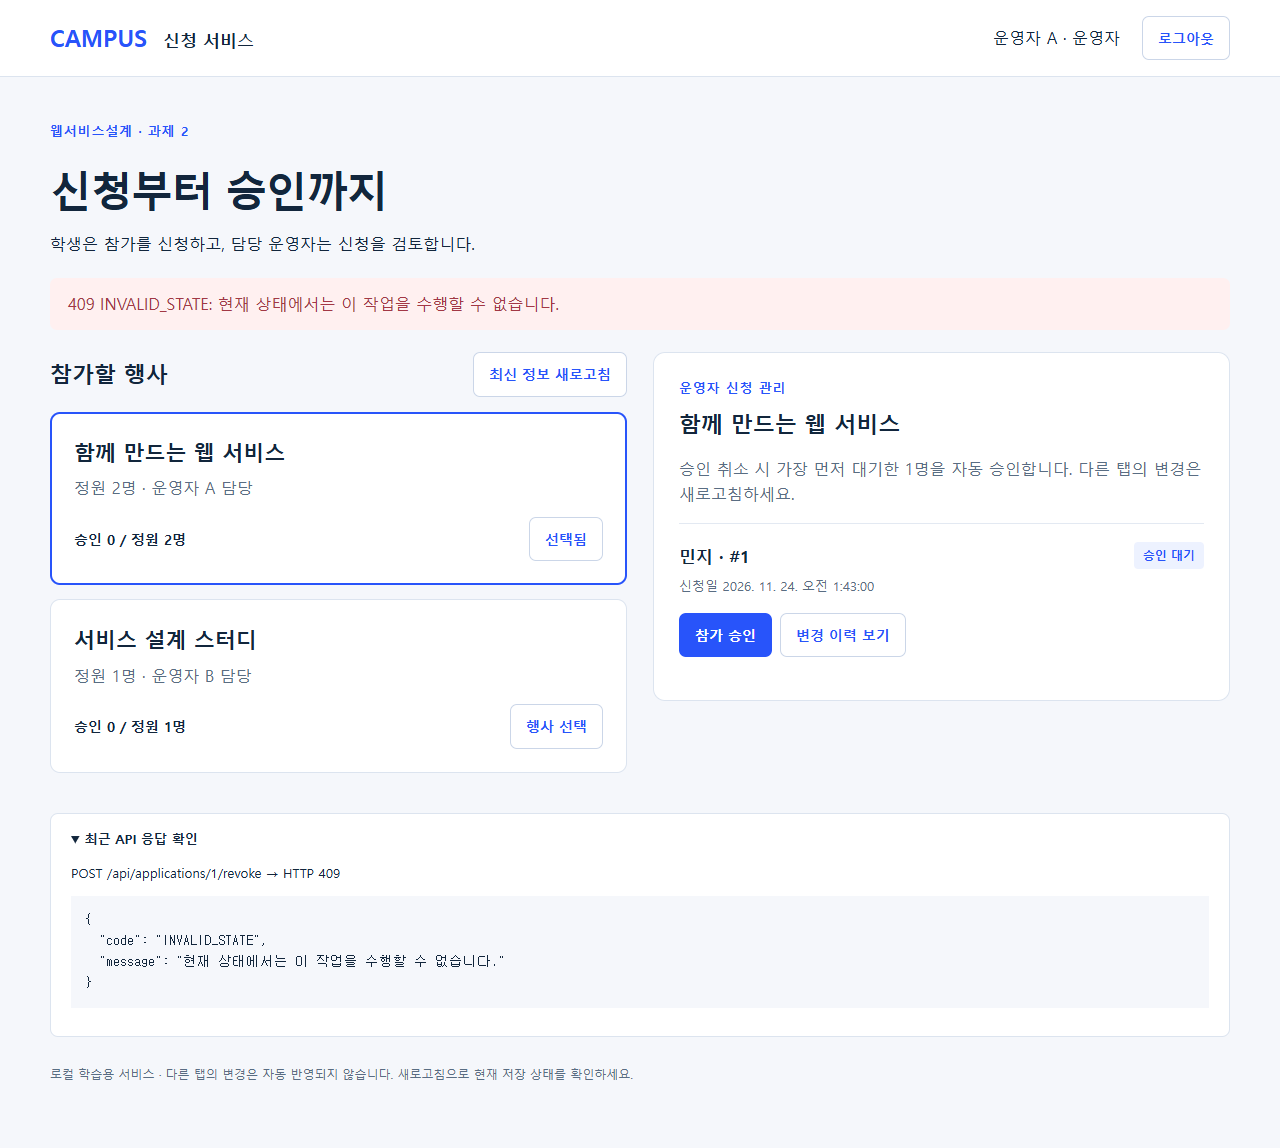 CAMPUS 신청 서비스
운영자 A · 운영자
로그아웃
웹서비스설계 · 과제 2
신청부터 승인까지
학생은 참가를 신청하고, 담당 운영자는 신청을 검토합니다.
409 INVALID_STATE: 현재 상태에서는 이 작업을 수행할 수 없습니다.
참가할 행사
최신 정보 새로고침
함께 만드는 웹 서비스
정원 2명 · 운영자 A 담당
승인 0 / 정원 2명
선택됨
서비스 설계 스터디
정원 1명 · 운영자 B 담당
승인 0 / 정원 1명
행사 선택
운영자 신청 관리
함께 만드는 웹 서비스
승인 취소 시 가장 먼저 대기한 1명을 자동 승인합니다. 다른 탭의 변경은
새로고침하세요.
민지 · #1
승인 대기
신청일 2026. 11. 24. 오전 1:43:00
참가 승인
변경 이력 보기
▼ 최근 API 응답 확인
POST /api/applications/1/revoke → HTTP 409
{
"code": "INVALID_STATE",
"message": "현재 상태에서는 이 작업을 수행할 수 없습니다."
}
로컬 학습용 서비스 · 다른 탭의 변경은 자동 반영되지 않습니다. 새로고침으로 현재 저장 상태를 확인하세요.